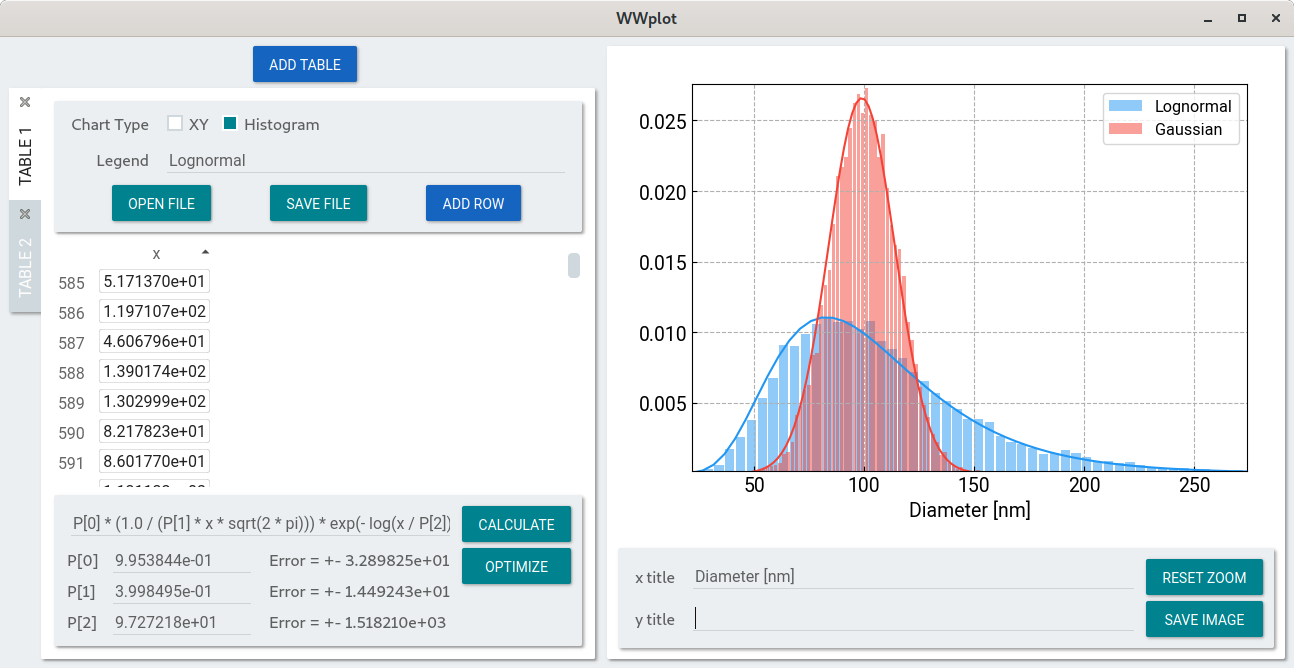 WWplot
ADD TABLE
TABLE 1
TABLE 2
Chart Type XY Histogram
Legend Lognormal
OPEN FILE SAVE FILE ADD ROW
x
585 5.171370e+01
586 1.197107e+02
587 4.606796e+01
588 1.390174e+02
589 1.302999e+02
590 8.217823e+01
591 8.601770e+01
P[0] * (1.0 / (P[1] * x * sqrt(2 * pi))) * exp(- log(x / P[2]) CALCULATE
P[0] 9.953844e-01 Error = +- 3.289825e+01 OPTIMIZE
P[1] 3.998495e-01 Error = +- 1.449243e+01
P[2] 9.727218e+01 Error = +- 1.518210e+03
Lognormal
Gaussian
0.025
0.020
0.015
0.010
0.005
50 100 150 200 250
Diameter [nm]
x title Diameter [nm] RESET ZOOM
y title SAVE IMAGE